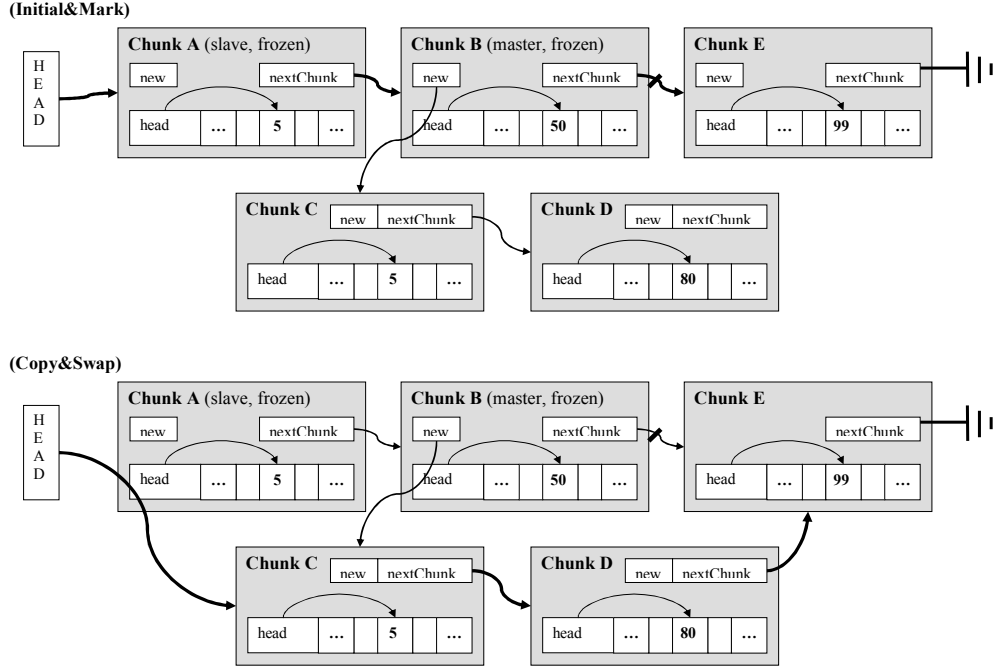 (Initial&Mark)
H
E
A
D
Chunk A (slave, frozen)
new
nextChunk
head
...
5
...
Chunk B (master, frozen)
new
nextChunk
head
...
50
...
Chunk E
new
nextChunk
head
...
99
...
Chunk C
new
nextChunk
head
...
5
...
Chunk D
new
nextChunk
head
...
80
...
(Copy&Swap)
H
E
A
D
Chunk A (slave, frozen)
new
nextChunk
head
...
5
...
Chunk B (master, frozen)
new
nextChunk
head
...
50
...
Chunk E
nextChunk
head
...
99
...
Chunk C
new
nextChunk
head
...
5
...
Chunk D
new
nextChunk
head
...
80
...